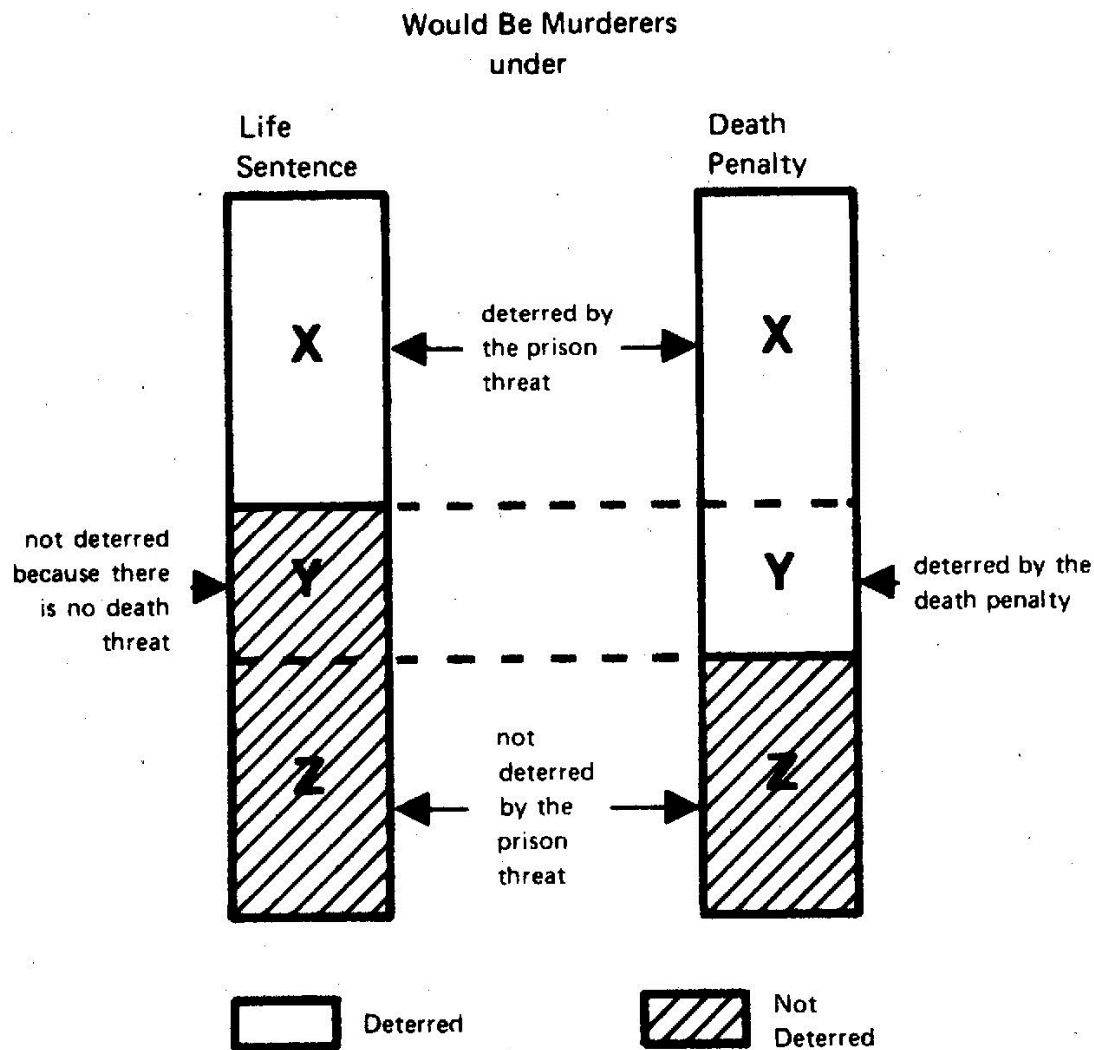 Would Be Murderers
under
Life
Sentence
Death
Penalty
X
deterred by
the prison
threat
X
not deterred
because there
is no death
threat
Y
Y
deterred by the
death penalty
Z
not
deterred
by the
prison
threat
Z
Deterred
Not
Deterred